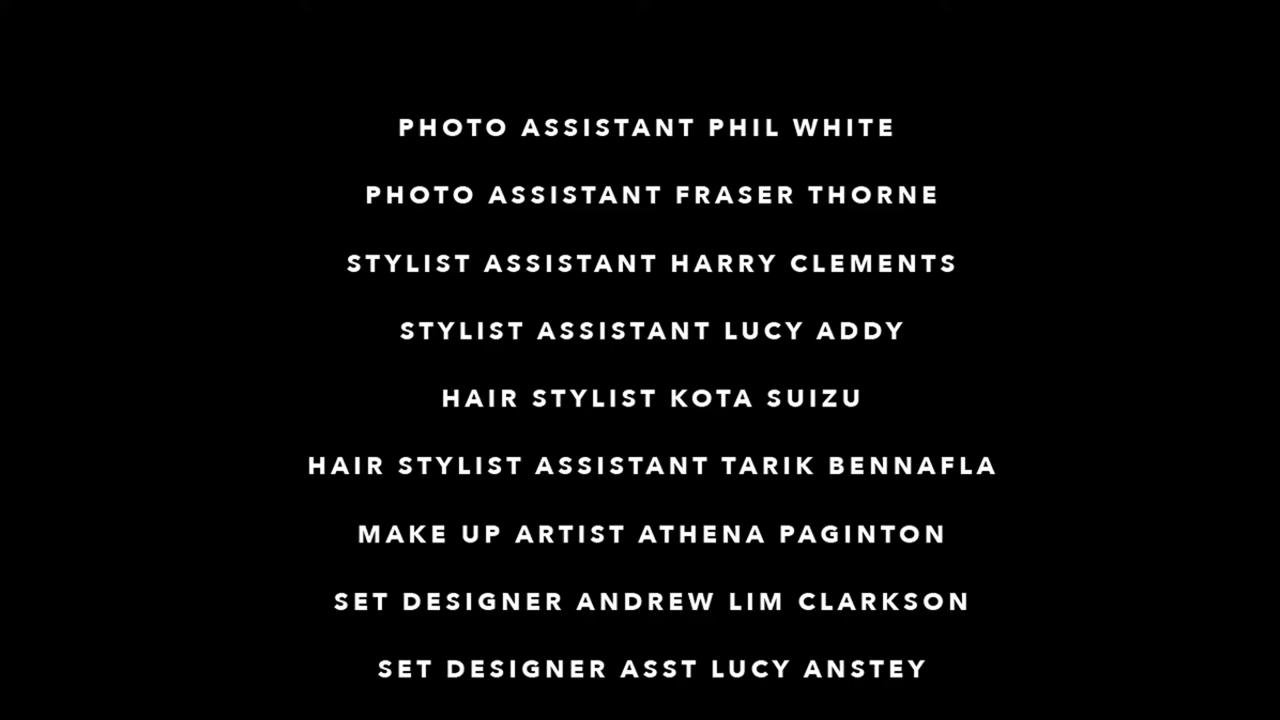 PHOTO ASSISTANT PHIL WHITE
PHOTO ASSISTANT FRASER THORNE
STYLIST ASSISTANT HARRY CLEMENTS
STYLIST ASSISTANT LUCY ADDY
HAIR STYLIST KOTA SUIZU
HAIR STYLIST ASSISTANT TARIK BENNAFLA
MAKE UP ARTIST ATHENA PAGINTON
SET DESIGNER ANDREW LIM CLARKSON
SET DESIGNER ASST LUCY ANSTEY